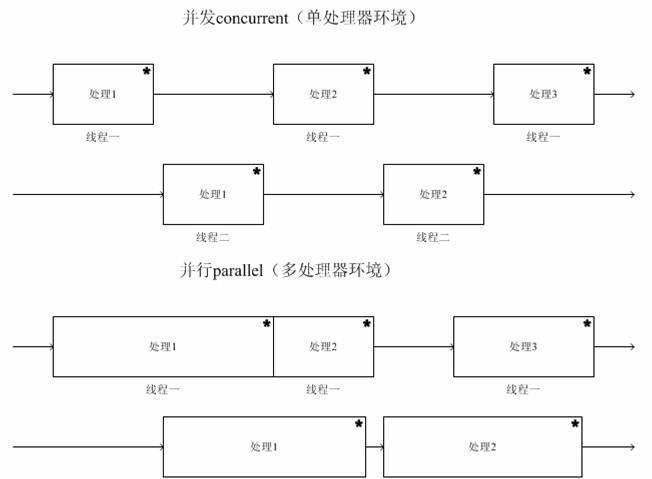 并发concurrent（单处理器环境）
处理1 处理2 处理3
线程一 线程一 线程一
处理1 处理2
线程二 线程二
并行parallel（多处理器环境）
处理1 处理2 处理3
线程一 线程一 线程一
处理1 处理2